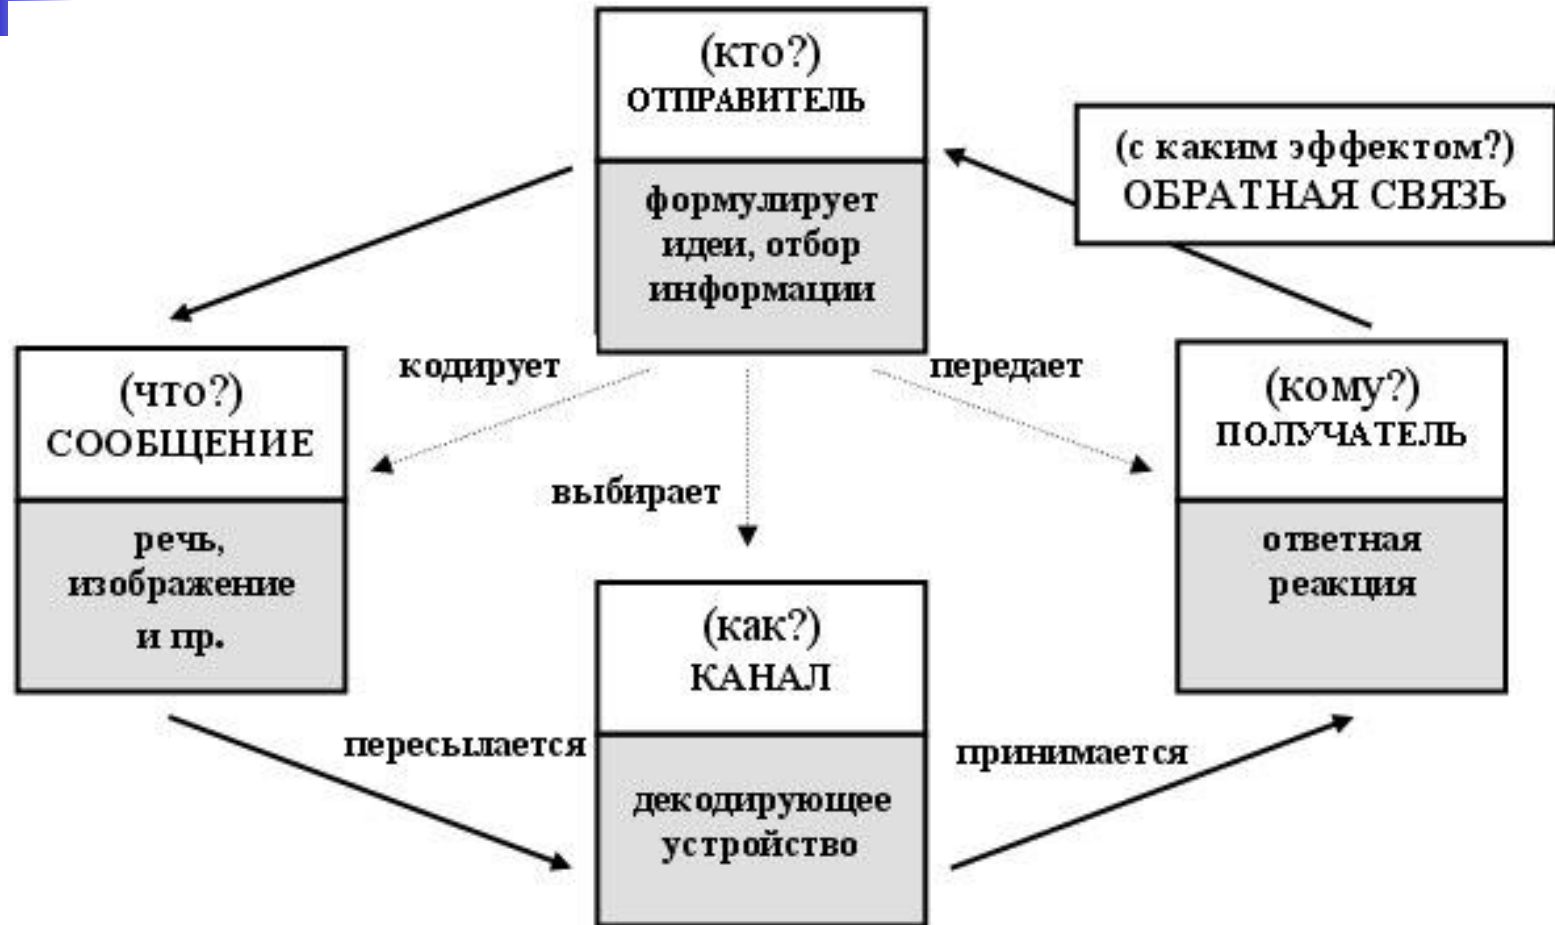 (кто?)
ОТПРАВИТЕЛЬ
формулирует
идеи, отбор
информации
(с каким эффектом?)
ОБРАТНАЯ СВЯЗЬ
кодирует
передает
выбирает
(что?)
СООБЩЕНИЕ
речь,
изображение
и пр.
(кому?)
ПОЛУЧАТЕЛЬ
ответная
реакция
(как?)
КАНАЛ
декодирующее
устройство
пересылается
принимается